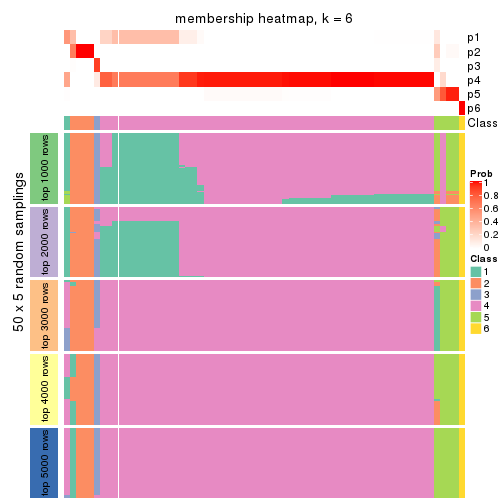 membership heatmap, k = 6
p1
p2
p3
p4
p5
p6
Class
50 x 5 random samplings
top 1000 rows
top 2000 rows
top 3000 rows
top 4000 rows
top 5000 rows
Prob
1
0.8
0.6
0.4
0.2
0
Class
1
2
3
4
5
6